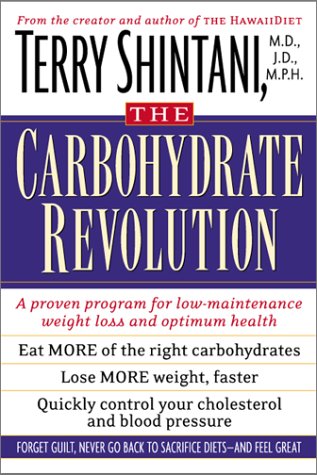 From the creator and author of THE HAWAIIDIET
TERRY SHINTANI,
M.D.,
J.D.,
M.P.H.
THE
CARBOHYDRATE
REVOLUTION
A proven program for low-maintenance
weight loss and optimum health
Eat MORE of the right carbohydrates
Lose MORE weight, faster
Quickly control your cholesterol
and blood pressure
FORGET GUILT, NEVER GO BACK TO SACRIFICE DIETS—AND FEEL GREAT